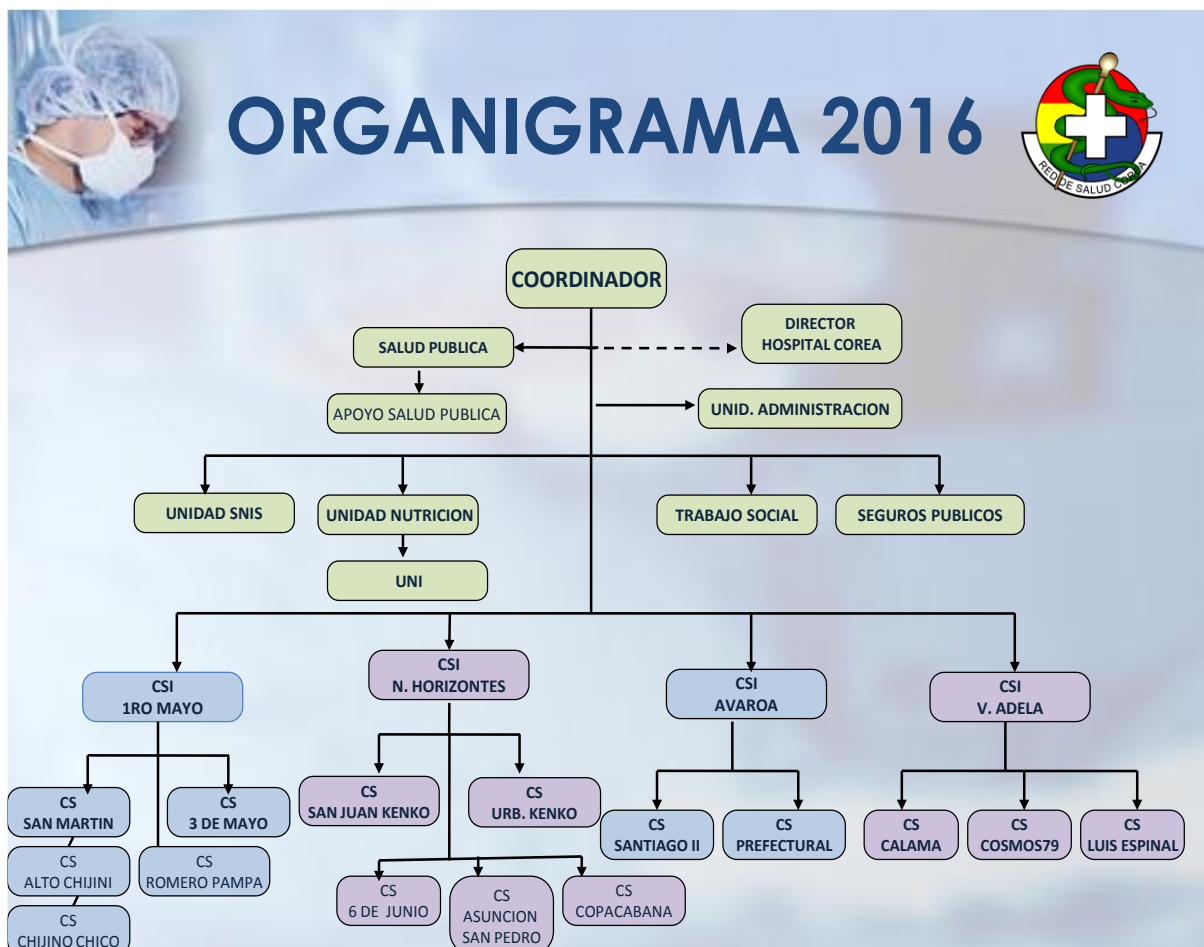 ORGANIGRAMA 2016
RED DE SALUD COREA
COORDINADOR
SALUD PUBLICA
DIRECTOR
HOSPITAL COREA
APOYO SALUD PUBLICA
UNID. ADMINISTRACION
UNIDAD SNIS
UNIDAD NUTRICION
TRABAJO SOCIAL
SEGUROS PUBLICOS
UNI
CSI
1RO MAYO
CSI
N. HORIZONTES
CSI
AVAROA
CSI
V. ADELA
CS
SAN MARTIN
CS
3 DE MAYO
CS
SAN JUAN KENKO
CS
URB. KENKO
CS
SANTIAGO II
CS
PREFECTURAL
CS
CALAMA
CS
COSMOS79
CS
LUIS ESPINAL
CS
ALTO CHIJINI
CS
ROMERO PAMPA
CS
6 DE JUNIO
CS
ASUNCION
SAN PEDRO
CS
COPACABANA
CS
CHIJINO CHICO